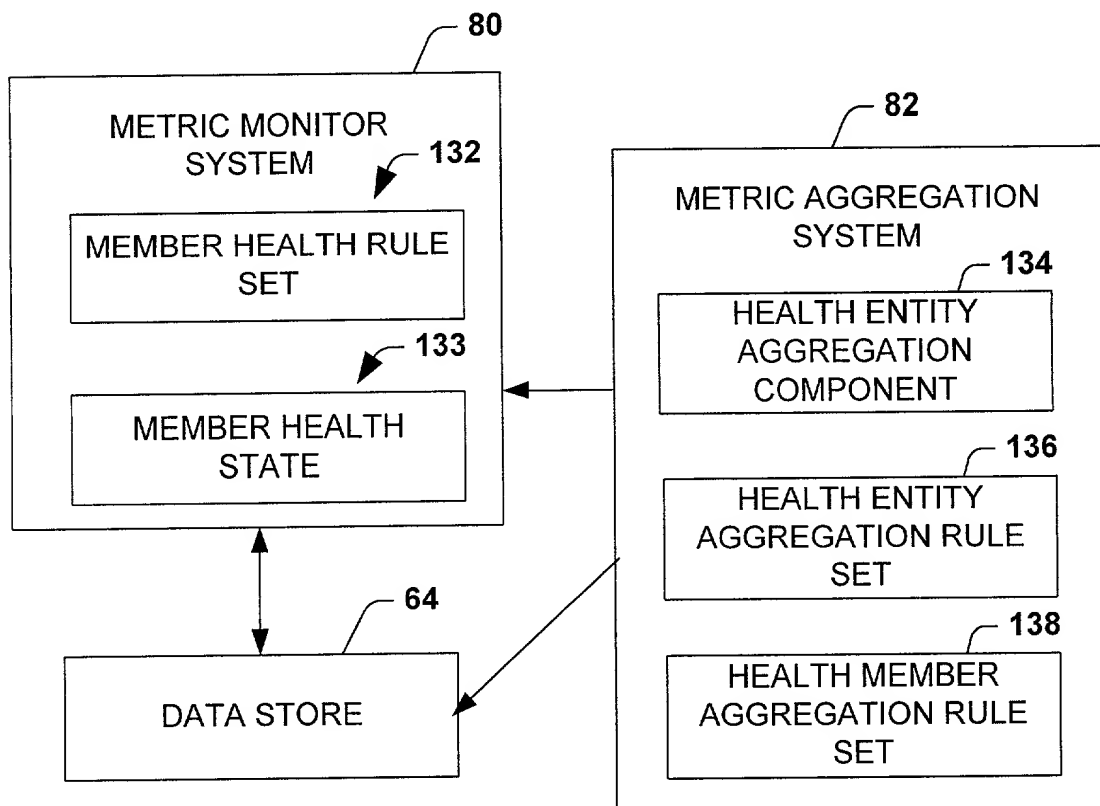 80
METRIC MONITOR
SYSTEM
132
MEMBER HEALTH RULE
SET
133
MEMBER HEALTH
STATE
64
DATA STORE
82
METRIC AGGREGATION
SYSTEM
134
HEALTH ENTITY
AGGREGATION
COMPONENT
136
HEALTH ENTITY
AGGREGATION RULE
SET
138
HEALTH MEMBER
AGGREGATION RULE
SET